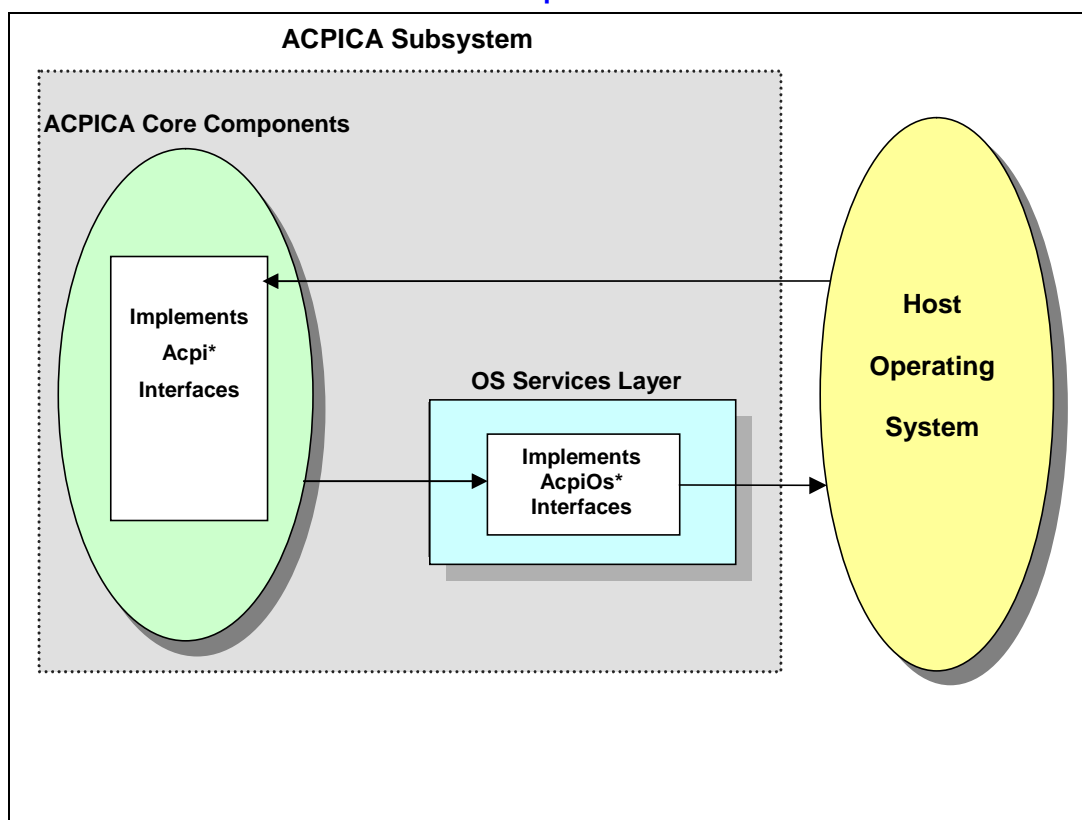 ACPICA Subsystem
ACPICA Core Components
Implements
Acpi*
Interfaces
OS Services Layer
Implements
AcpiOs*
Interfaces
Host
Operating
System